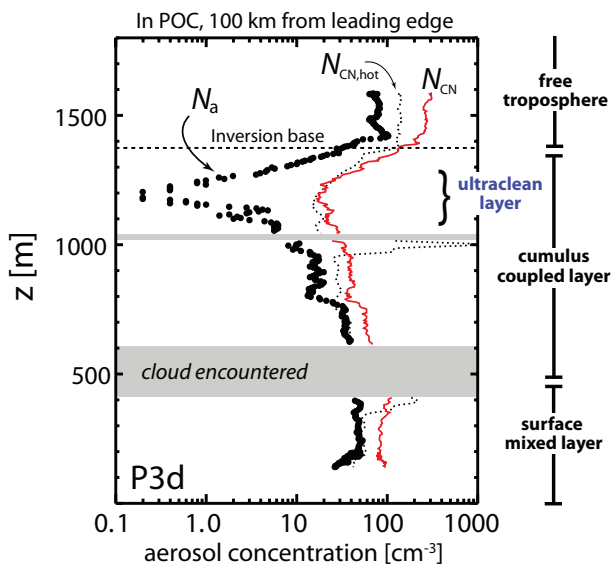 In POC, 100 km from leading edge
N_CN,hot
N_CN
N_a
Inversion base
ultraclean
layer
cloud encountered
P3d
1500
1000
500
0
z [m]
0.1 1.0 10 100 1000
aerosol concentration [cm-3]
free
troposphere
cumulus
coupled layer
surface
mixed layer